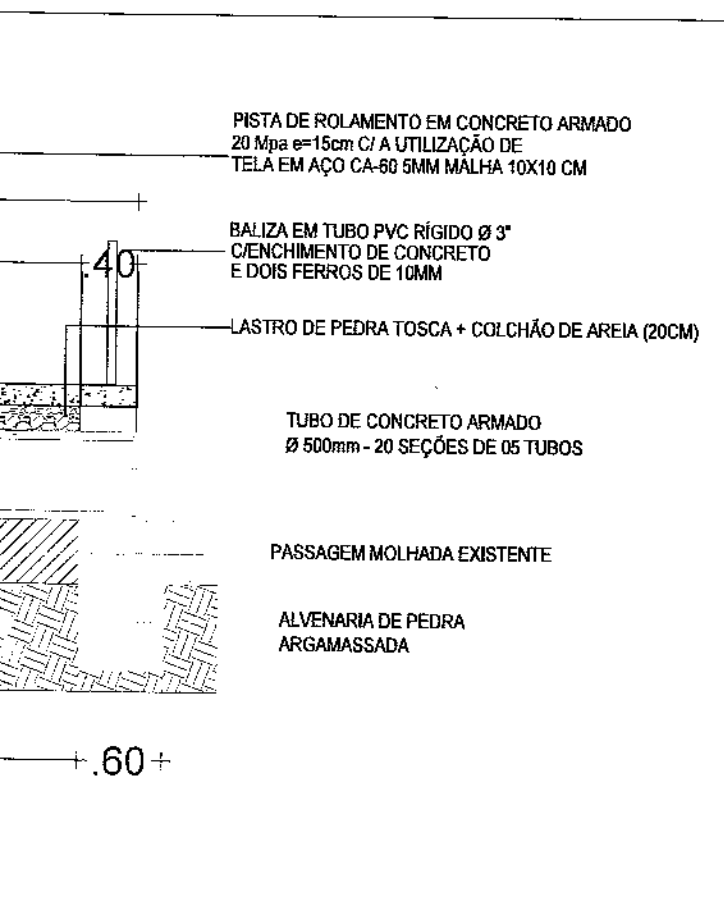 PISTA DE ROLAMENTO EM CONCRETO ARMADO
20 Mpa e=15cm C/ A UTILIZAÇÃO DE
TELA EM AÇO CA-60 5MM MALHA 10X10 CM
BALIZA EM TUBO PVC RÍGIDO Ø 3"
C/ENCHIMENTO DE CONCRETO
E DOIS FERROS DE 10MM
.40
LASTRO DE PEDRA TOSCA + COLCHÃO DE AREIA (20CM)
TUBO DE CONCRETO ARMADO
Ø 500mm - 20 SEÇÕES DE 05 TUBOS
PASSAGEM MOLHADA EXISTENTE
ALVENARIA DE PEDRA
ARGAMASSADA
.60